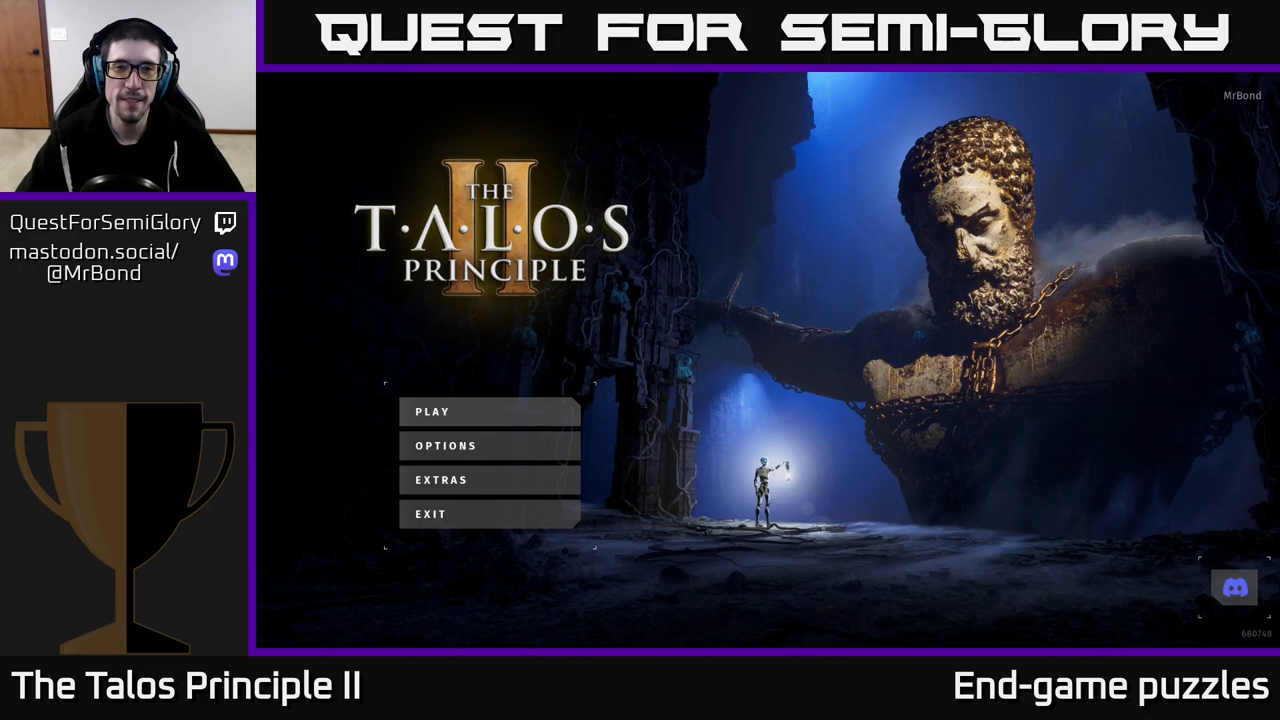 QUEST FOR SEMI-GLORY
MrBond
QuestForSemiGlory
mastodon.social/
@MrBond
II
THE
T·A·L·O·S
PRINCIPLE
PLAY
OPTIONS
EXTRAS
EXIT
680748
The Talos Principle II
End-game puzzles